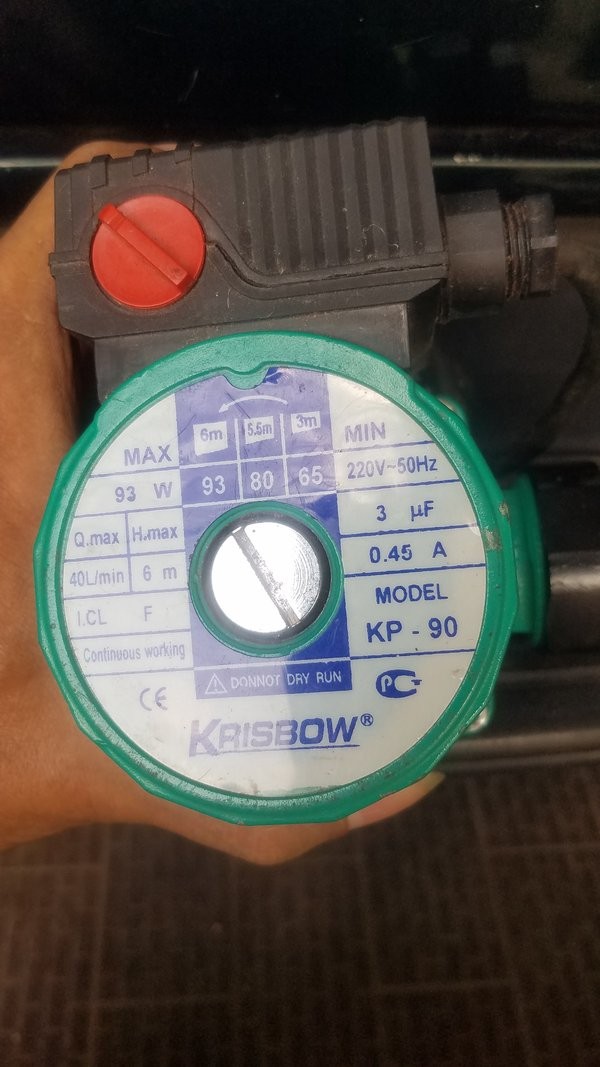 6m 5.5m 3m
MAX MIN
93 W 93 80 65 220V~50Hz
3 µF
Q.max H.max
0.45 A
40L/min 6 m
MODEL
I.CL F
KP - 90
Continuous working
DONNOT DRY RUN
CE
KRISBOW®